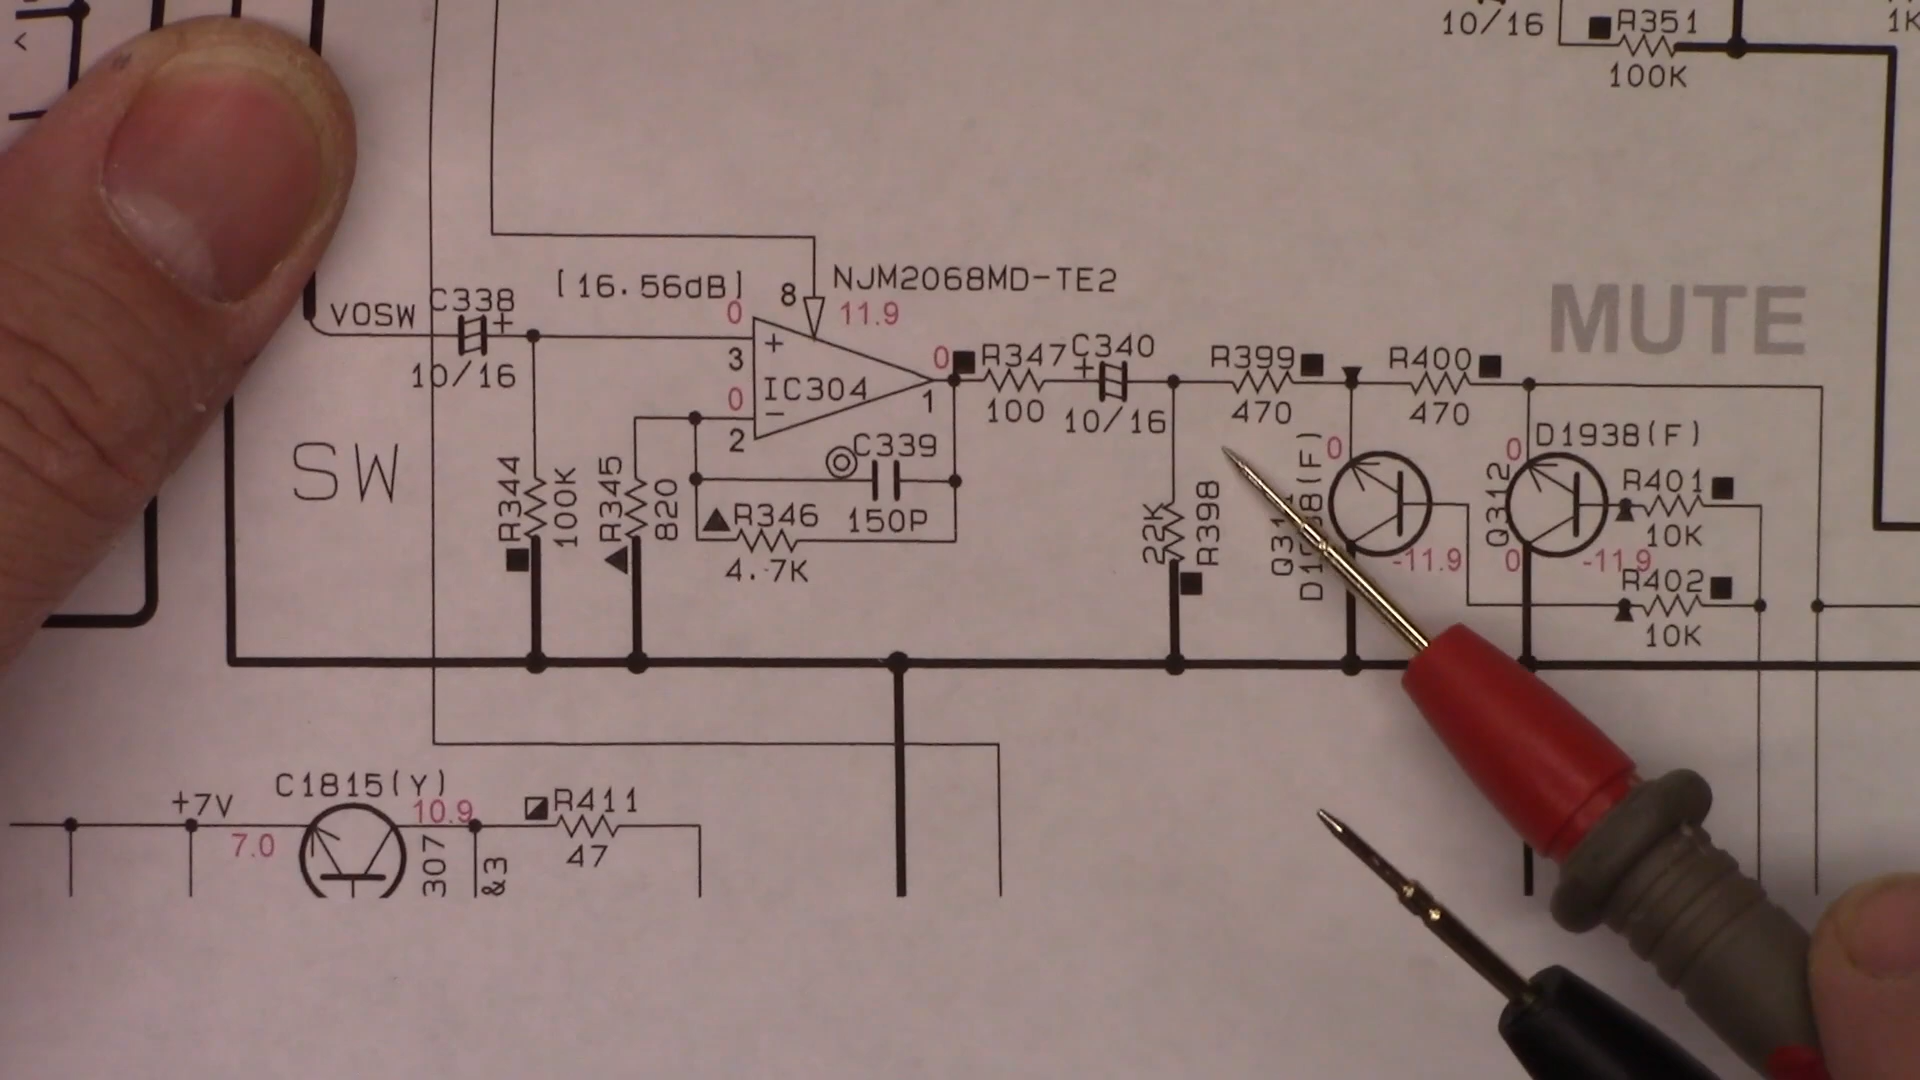 10/16
R351
1K
100K
[16.56dB]
8
NJM2068MD-TE2
11.9
MUTE
VOSW
C338
+
10/16
0
3
+
IC304
0
-
2
0
1
R347
100
C340
+
10/16
R399
470
R400
470
SW
R344
100K
R345
820
C339
150P
R346
4.7K
22K
R398
0
-11.9
0
D1938(F)
Q312
0
-11.9
R401
10K
R402
10K
+7V
7.0
C1815(Y)
10.9
307
&3
R411
47